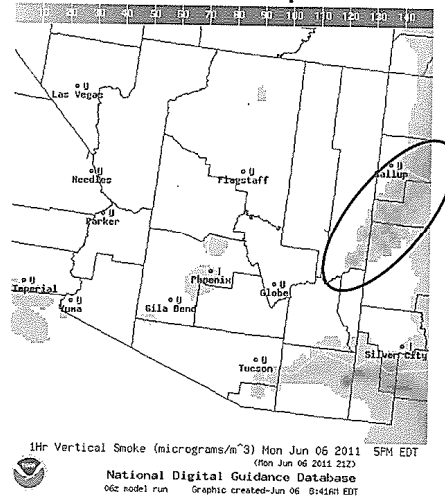 10 20 30 40 50 60 70 80 90 100 110 120 130 140
Las Vegas
Gallup
Needles
Flagstaff
Parker
Phoenix
Imperial
Globe
Yuma
Gila Bend
Silver City
Tucson
1Hr Vertical Smoke (micrograms/m^3) Mon Jun 06 2011 5PM EDT
(Mon Jun 06 2011 21Z)
National Digital Guidance Database
06z model run Graphic created-Jun 06 8:41AM EDT